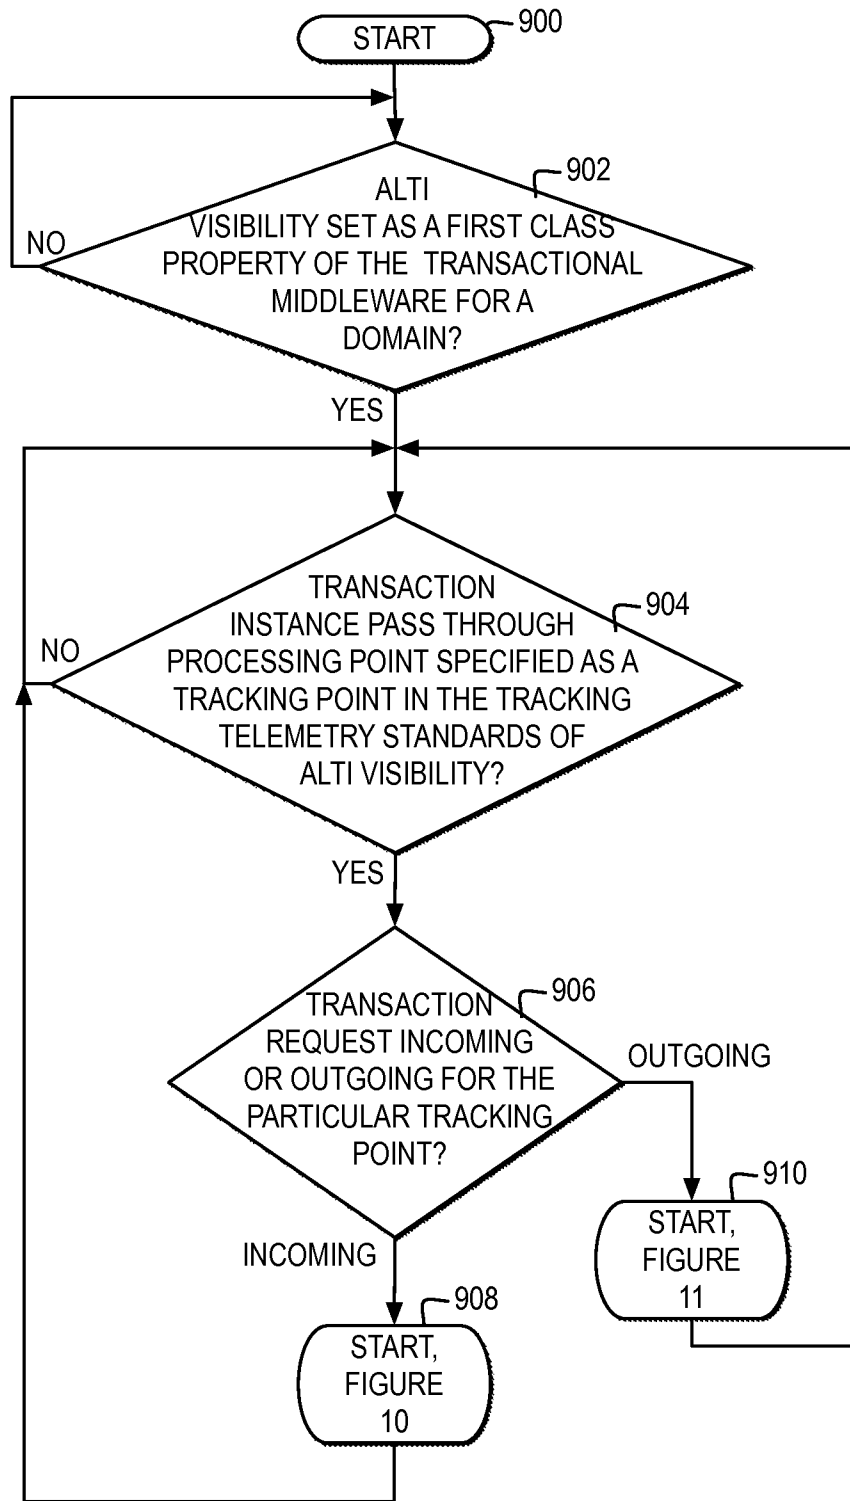 START
900
ALTI
902
VISIBILITY SET AS A FIRST CLASS
NO
PROPERTY OF THE TRANSACTIONAL
MIDDLEWARE FOR A
DOMAIN?
YES
TRANSACTION
904
INSTANCE PASS THROUGH
NO
PROCESSING POINT SPECIFIED AS A
TRACKING POINT IN THE TRACKING
TELEMETRY STANDARDS OF
ALTI VISIBILITY?
YES
906
TRANSACTION
REQUEST INCOMING
OUTGOING
OR OUTGOING FOR THE
PARTICULAR TRACKING
POINT?
910
START,
FIGURE
11
INCOMING
908
START,
FIGURE
10